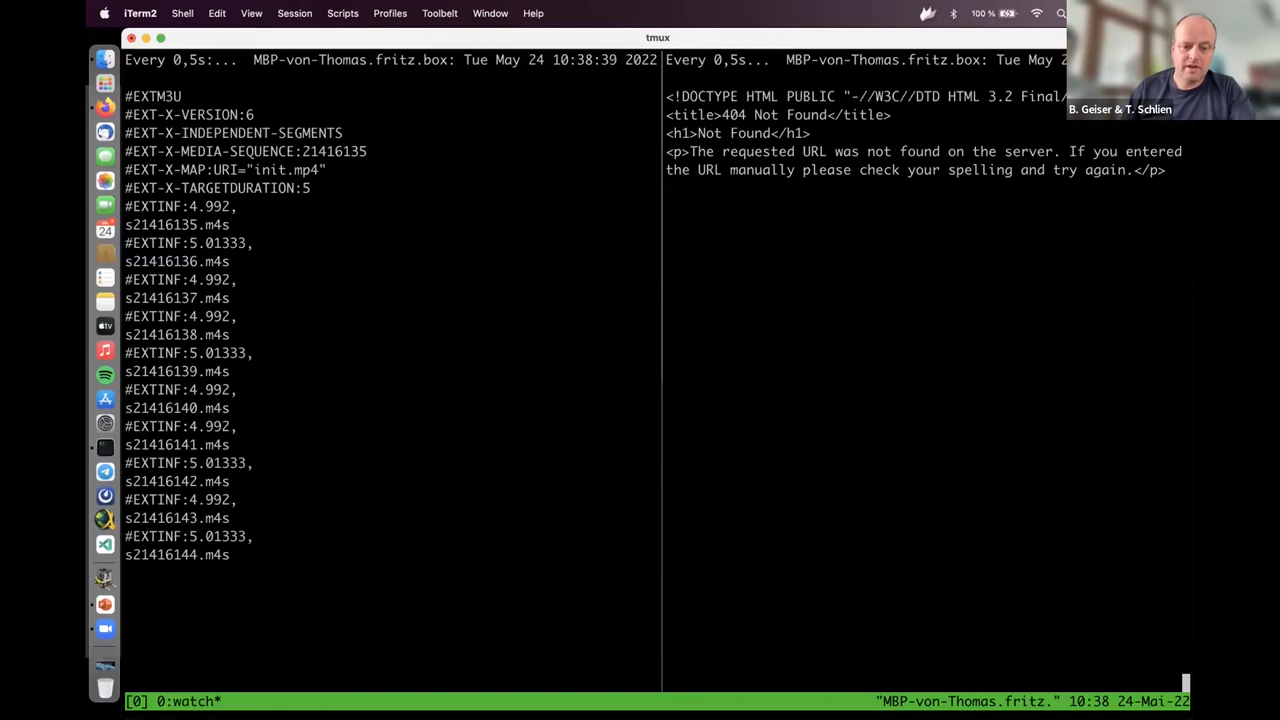 iTerm2 Shell Edit View Session Scripts Profiles Toolbelt Window Help 100 %
tmux
Every 0,5s:... MBP-von-Thomas.fritz.box: Tue May 24 10:38:39 2022
#EXTM3U
#EXT-X-VERSION:6
#EXT-X-INDEPENDENT-SEGMENTS
#EXT-X-MEDIA-SEQUENCE:21416135
#EXT-X-MAP:URI="init.mp4"
#EXT-X-TARGETDURATION:5
#EXTINF:4.992,
s21416135.m4s
#EXTINF:5.01333,
s21416136.m4s
#EXTINF:4.992,
s21416137.m4s
#EXTINF:4.992,
s21416138.m4s
#EXTINF:5.01333,
s21416139.m4s
#EXTINF:4.992,
s21416140.m4s
#EXTINF:4.992,
s21416141.m4s
#EXTINF:5.01333,
s21416142.m4s
#EXTINF:4.992,
s21416143.m4s
#EXTINF:5.01333,
s21416144.m4s
Every 0,5s... MBP-von-Thomas.fritz.box: Tue May 2
<!DOCTYPE HTML PUBLIC "-//W3C//DTD HTML 3.2 Final/
<title>404 Not Found</title>
<h1>Not Found</h1>
<p>The requested URL was not found on the server. If you entered
the URL manually please check your spelling and try again.</p>
B. Geiser & T. Schlien
24
tv
[0] 0:watch*
"MBP-von-Thomas.fritz." 10:38 24-Mai-22